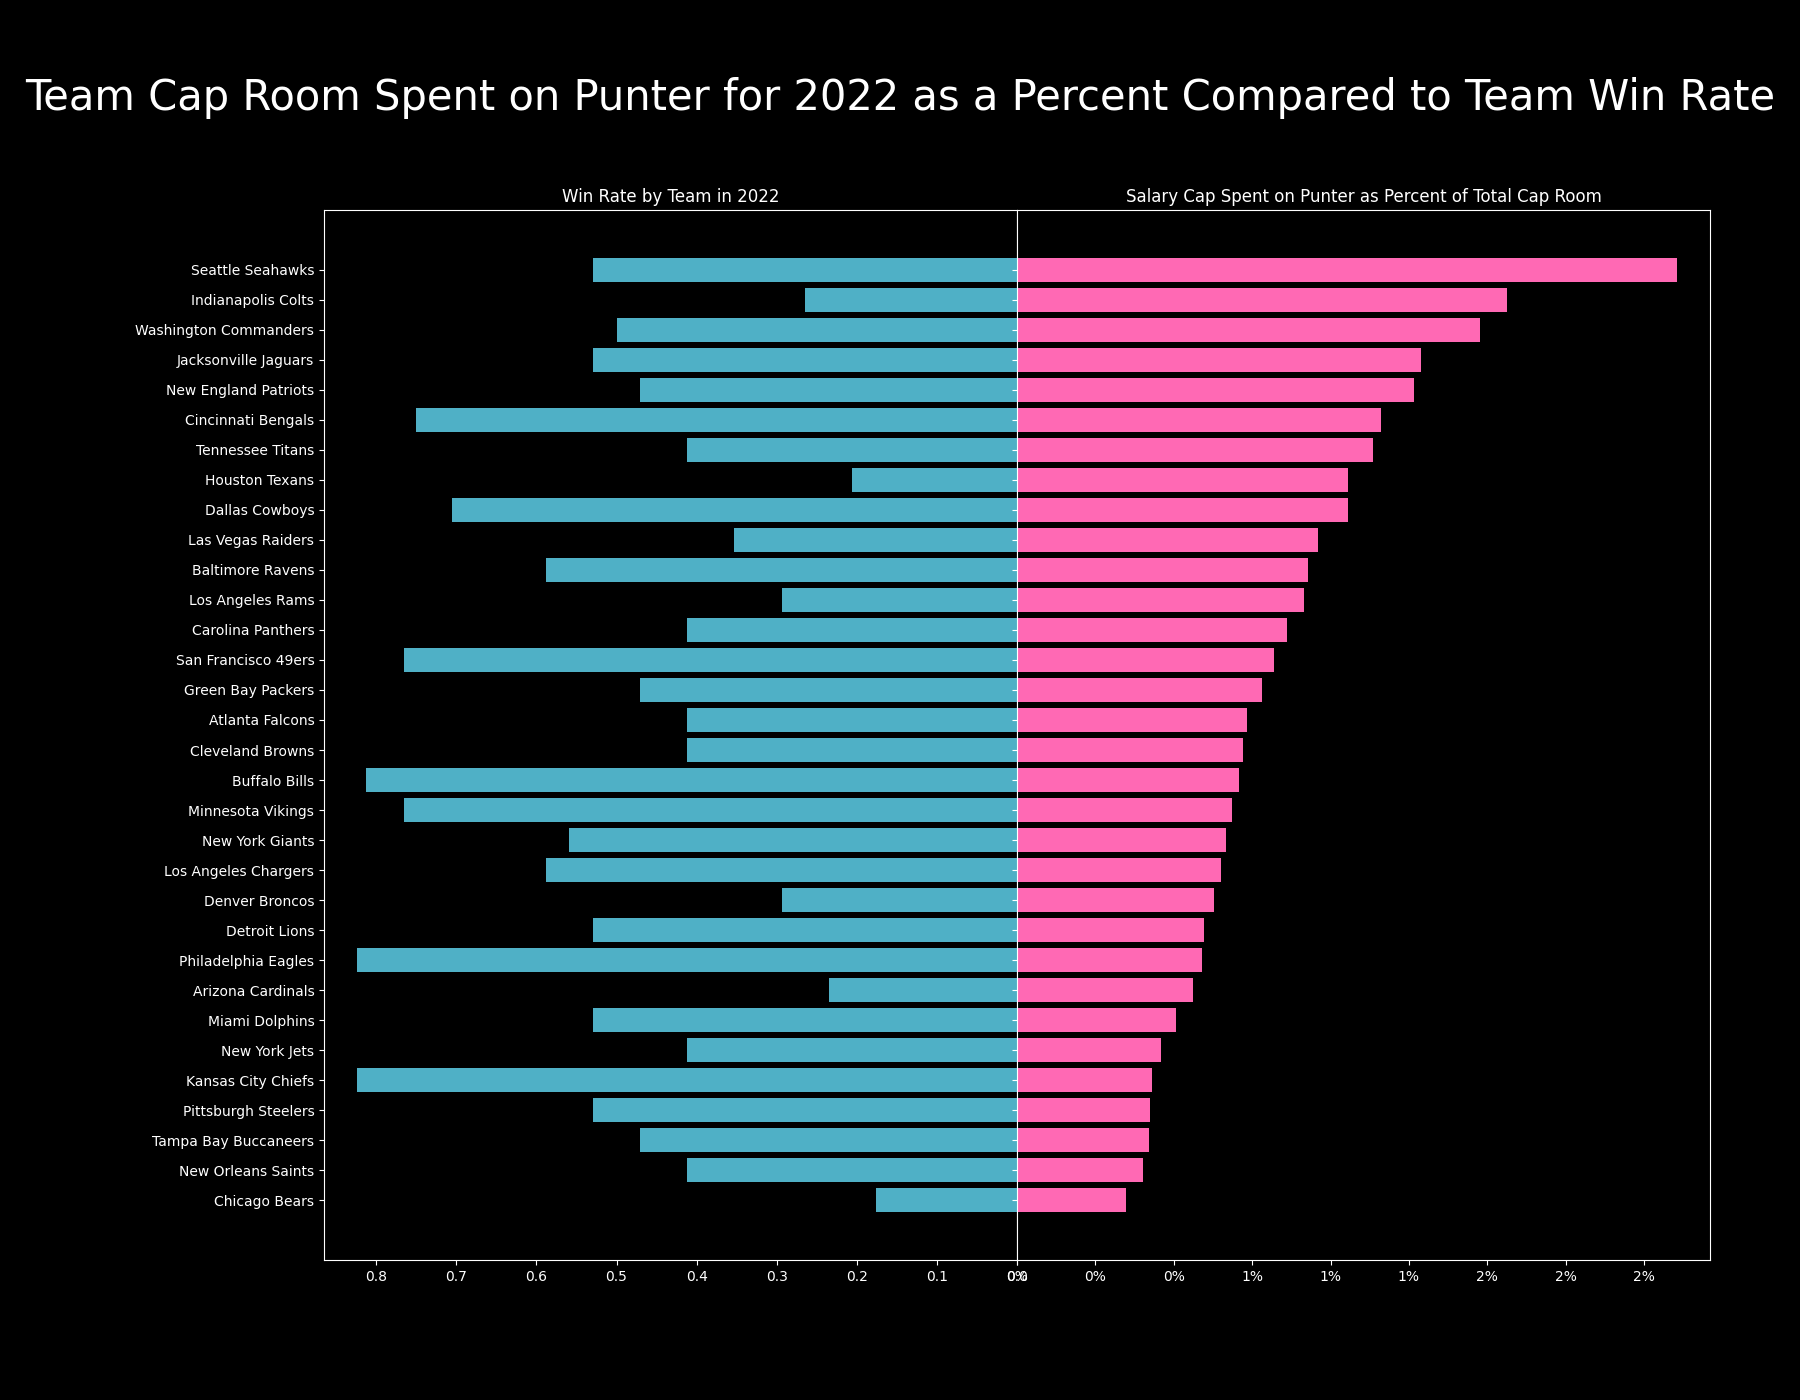 Team Cap Room Spent on Punter for 2022 as a Percent Compared to Team Win Rate
Win Rate by Team in 2022
Salary Cap Spent on Punter as Percent of Total Cap Room
Seattle Seahawks
Indianapolis Colts
Washington Commanders
Jacksonville Jaguars
New England Patriots
Cincinnati Bengals
Tennessee Titans
Houston Texans
Dallas Cowboys
Las Vegas Raiders
Baltimore Ravens
Los Angeles Rams
Carolina Panthers
San Francisco 49ers
Green Bay Packers
Atlanta Falcons
Cleveland Browns
Buffalo Bills
Minnesota Vikings
New York Giants
Los Angeles Chargers
Denver Broncos
Detroit Lions
Philadelphia Eagles
Arizona Cardinals
Miami Dolphins
New York Jets
Kansas City Chiefs
Pittsburgh Steelers
Tampa Bay Buccaneers
New Orleans Saints
Chicago Bears
0.8 0.7 0.6 0.5 0.4 0.3 0.2 0.1
0% 0% 1% 1% 1% 2% 2% 2%